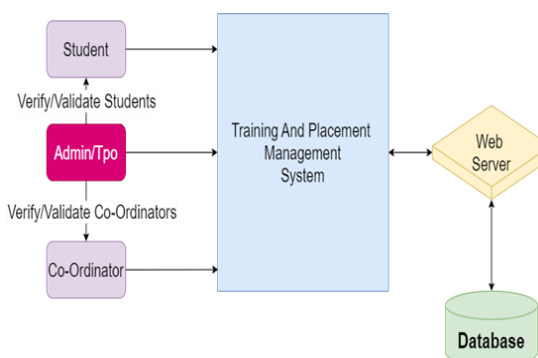 Student
Verify/Validate Students
Admin/Tpo
Verify/Validate Co-Ordinators
Co-Ordinator
Training And Placement
Management
System
Web
Server
Database